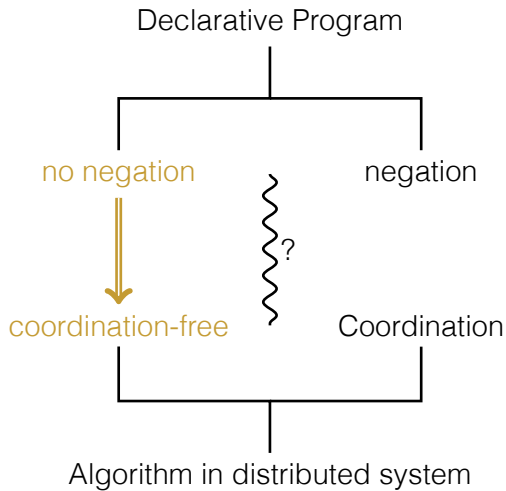 Declarative Program
no negation
negation
?
coordination-free
Coordination
Algorithm in distributed system